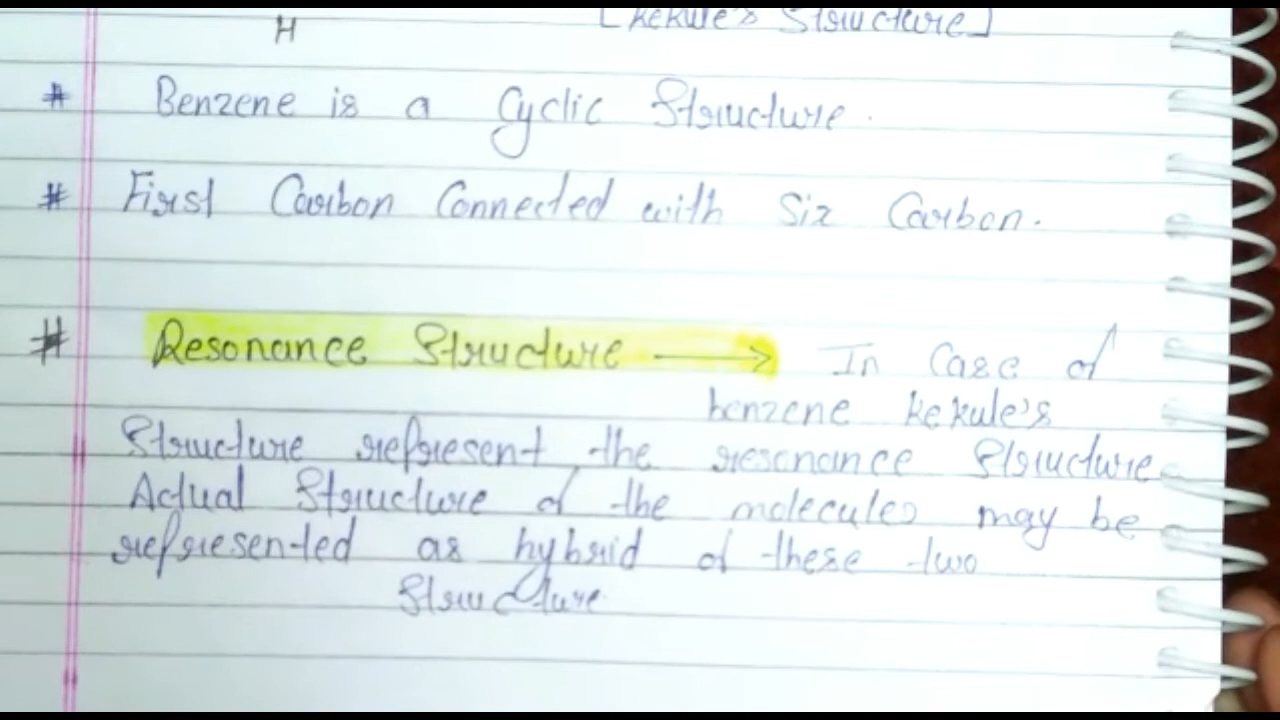 H [Kekule's Structure]
# Benzene is a Cyclic Structure.
# First Carbon Connected with Six Carbon.
# Resonance Structure → In Case of
benzene kekule's
Structure represent the resonance Structure
Actual Structure of the molecules may be
represented as hybrid of these two
Structure.